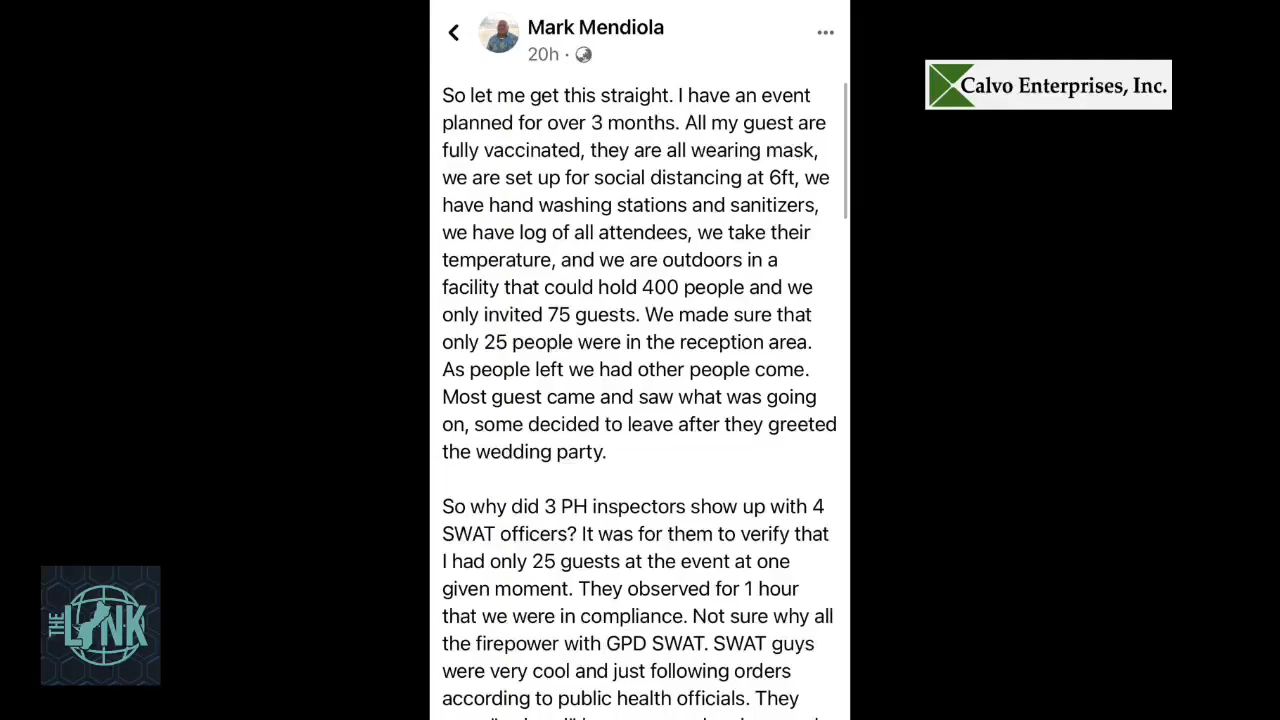 Mark Mendiola
20h ·
Calvo Enterprises, Inc.
So let me get this straight. I have an event
planned for over 3 months. All my guest are
fully vaccinated, they are all wearing mask,
we are set up for social distancing at 6ft, we
have hand washing stations and sanitizers,
we have log of all attendees, we take their
temperature, and we are outdoors in a
facility that could hold 400 people and we
only invited 75 guests. We made sure that
only 25 people were in the reception area.
As people left we had other people come.
Most guest came and saw what was going
on, some decided to leave after they greeted
the wedding party.
So why did 3 PH inspectors show up with 4
SWAT officers? It was for them to verify that
I had only 25 guests at the event at one
given moment. They observed for 1 hour
that we were in compliance. Not sure why all
the firepower with GPD SWAT. SWAT guys
were very cool and just following orders
according to public health officials. They
THE LINK